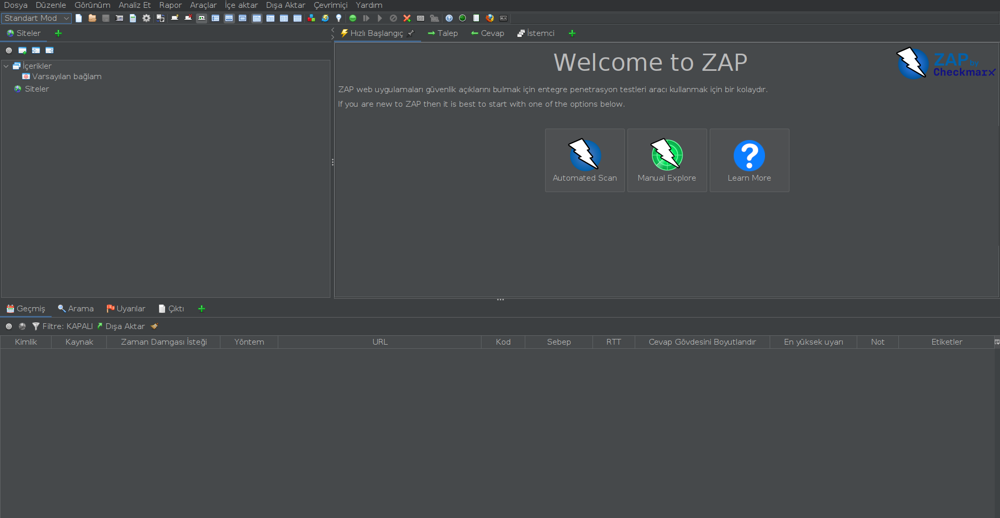 Dosya Düzenle Görünüm Analiz Et Rapor Araçlar İçe aktar Dışa Aktar Çevrimiçi Yardım
Standart Mod
Siteler
Hızlı Başlangıç Talep Cevap İstemci
İçerikler
Varsayılan bağlam
Siteler
Welcome to ZAP
ZAP by
Checkmarx
ZAP web uygulamaları güvenlik açıklarını bulmak için entegre penetrasyon testleri aracı kullanmak için bir kolaydır.
If you are new to ZAP then it is best to start with one of the options below.
Automated Scan Manual Explore Learn More
Geçmiş Arama Uyarılar Çıktı
Filtre: KAPALI Dışa Aktar
Kimlik Kaynak Zaman Damgası İsteği Yöntem URL Kod Sebep RTT Cevap Gövdesini Boyutlandır En yüksek uyarı Not Etiketler